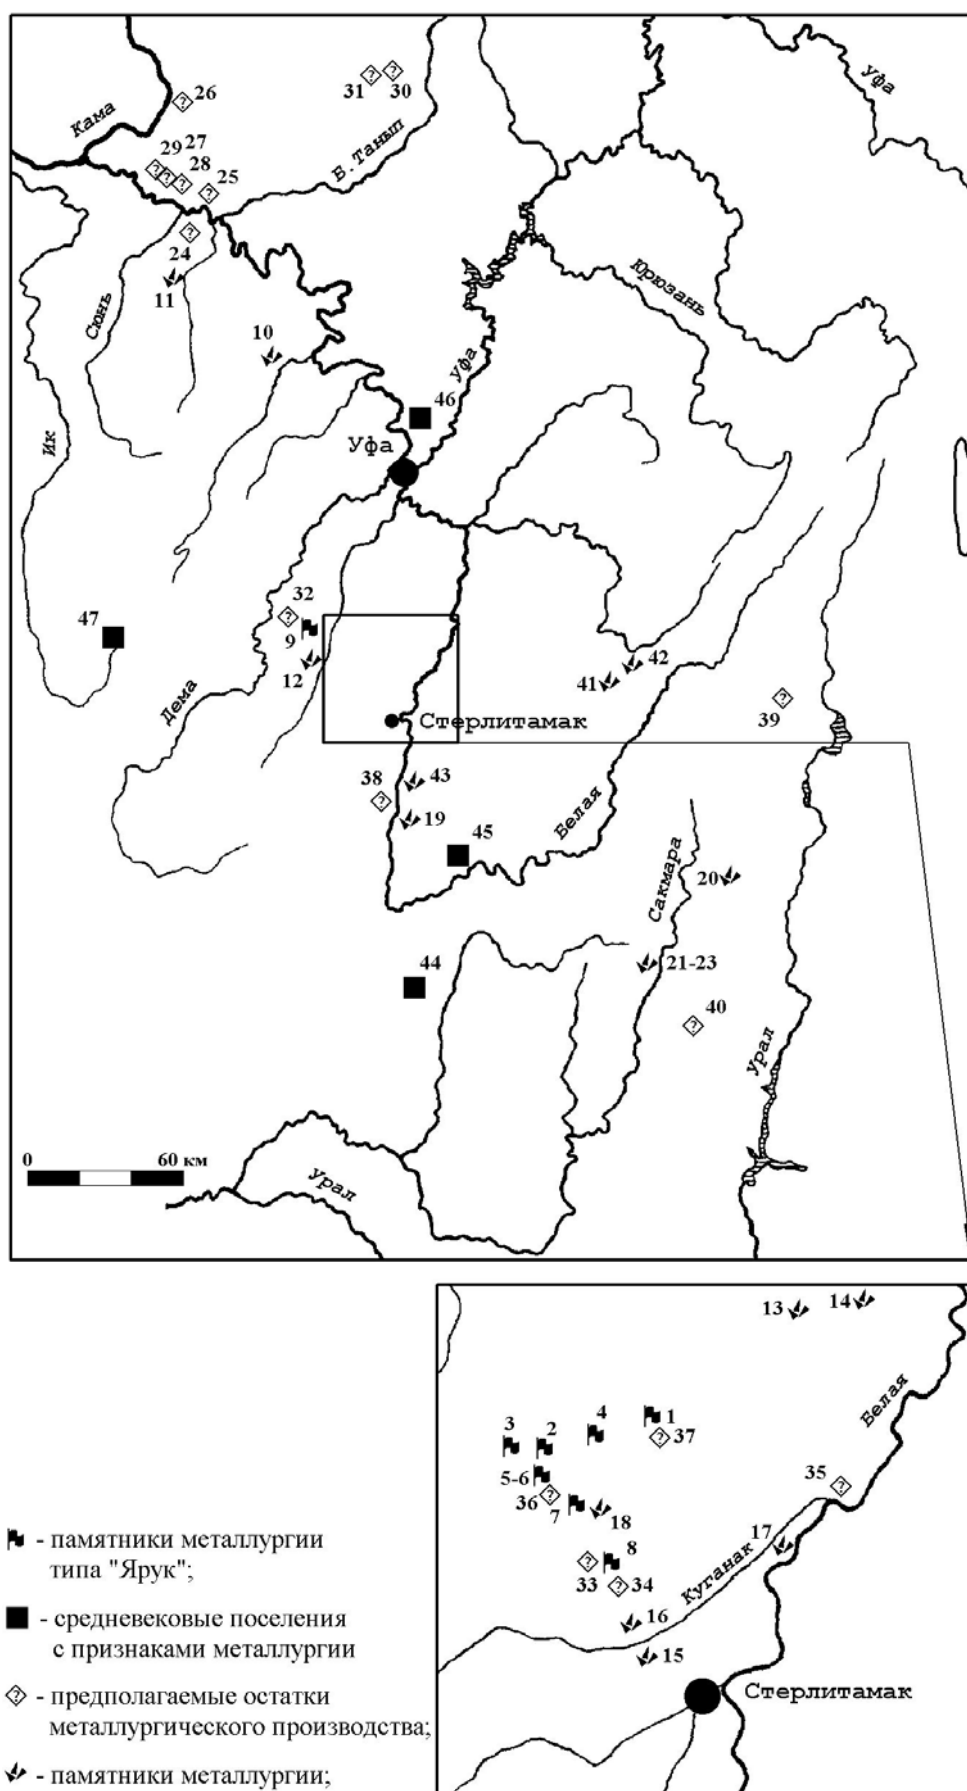 Уфа
26
31 30
Кама
Б. Танып
29 27
28
25
24
11
Сюнь
Юрюзань
10
Уфа
46
Уфа
Ик
32
47
9
12
42
41
39
Дема
Стерлитамак
38
43
19
45
Белая
Сакмара
20
21-23
44
40
Урал
0 60 км
Урал
13 14
Белая
3 2 4 1
37
5-6
36
7
18
35
17
8
33 34
Куганак
16
15
Стерлитамак
- памятники металлургии
типа "Ярук";
- средневековые поселения
с признаками металлургии
- предполагаемые остатки
металлургического производства;
- памятники металлургии;